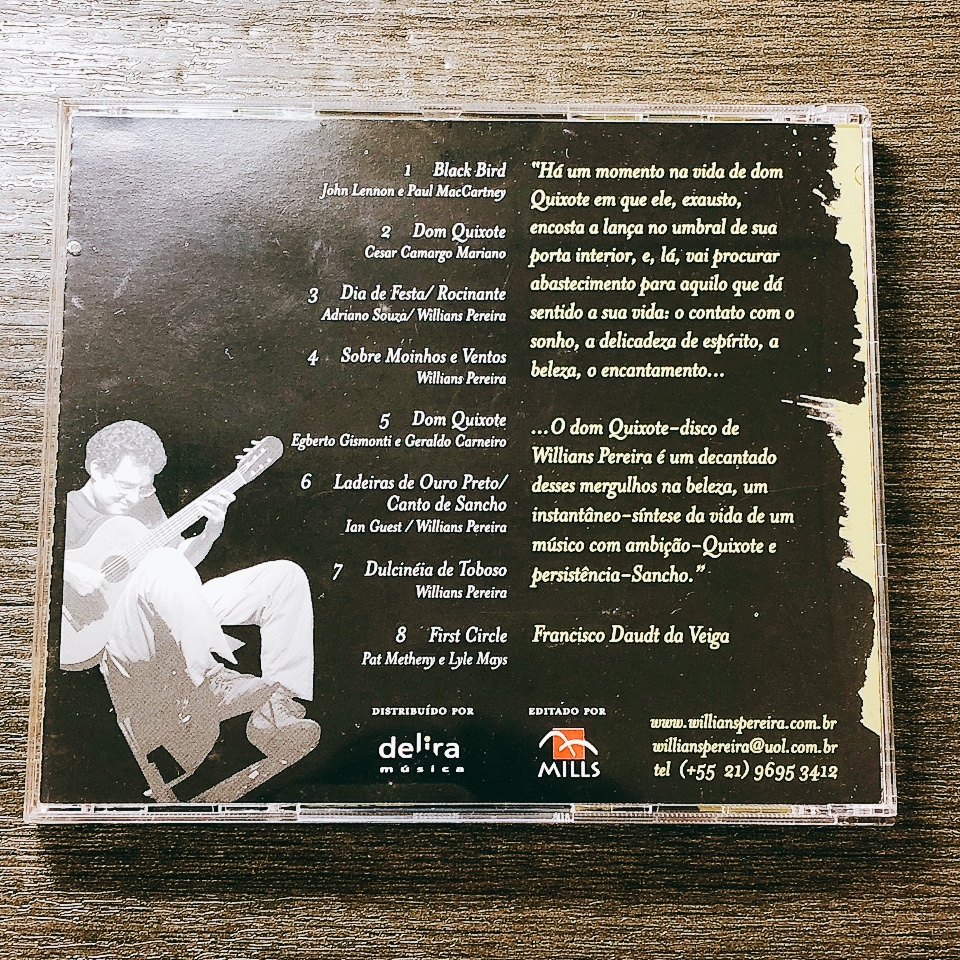 1 Black Bird
John Lennon e Paul MacCartney
2 Dom Quixote
Cesar Camargo Mariano
3 Dia de Festa/ Rocinante
Adriano Souza/ Willians Pereira
4 Sobre Moinhos e Ventos
Willians Pereira
5 Dom Quixote
Egberto Gismonti e Geraldo Carneiro
6 Ladeiras de Ouro Preto/
Canto de Sancho
Ian Guest / Willians Pereira
7 Dulcinéia de Toboso
Willians Pereira
8 First Circle
Pat Metheny e Lyle Mays
"Há um momento na vida de dom
Quixote em que ele, exausto,
encosta a lança no umbral de sua
porta interior, e, lá, vai procurar
abastecimento para aquilo que dá
sentido a sua vida: o contato com o
sonho, a delicadeza de espírito, a
beleza, o encantamento...
...O dom Quixote-disco de
Willians Pereira é um decantado
desses mergulhos na beleza, um
instantâneo-síntese da vida de um
músico com ambição-Quixote e
persistência-Sancho."
Francisco Daudt da Veiga
DISTRIBUÍDO POR
delira
música
EDITADO POR
MILLS
www.willianspereira.com.br
willianspereira@uol.com.br
tel (+55 21) 9695 3412